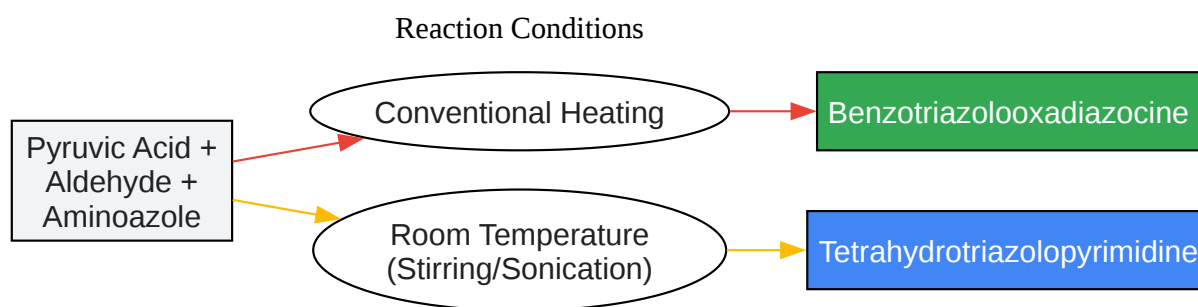 Reaction Conditions
Pyruvic Acid +
Aldehyde +
Aminoazole
Conventional Heating
Benzotriazolooxadiazocine
Room Temperature
(Stirring/Sonication)
Tetrahydrotriazolopyrimidine